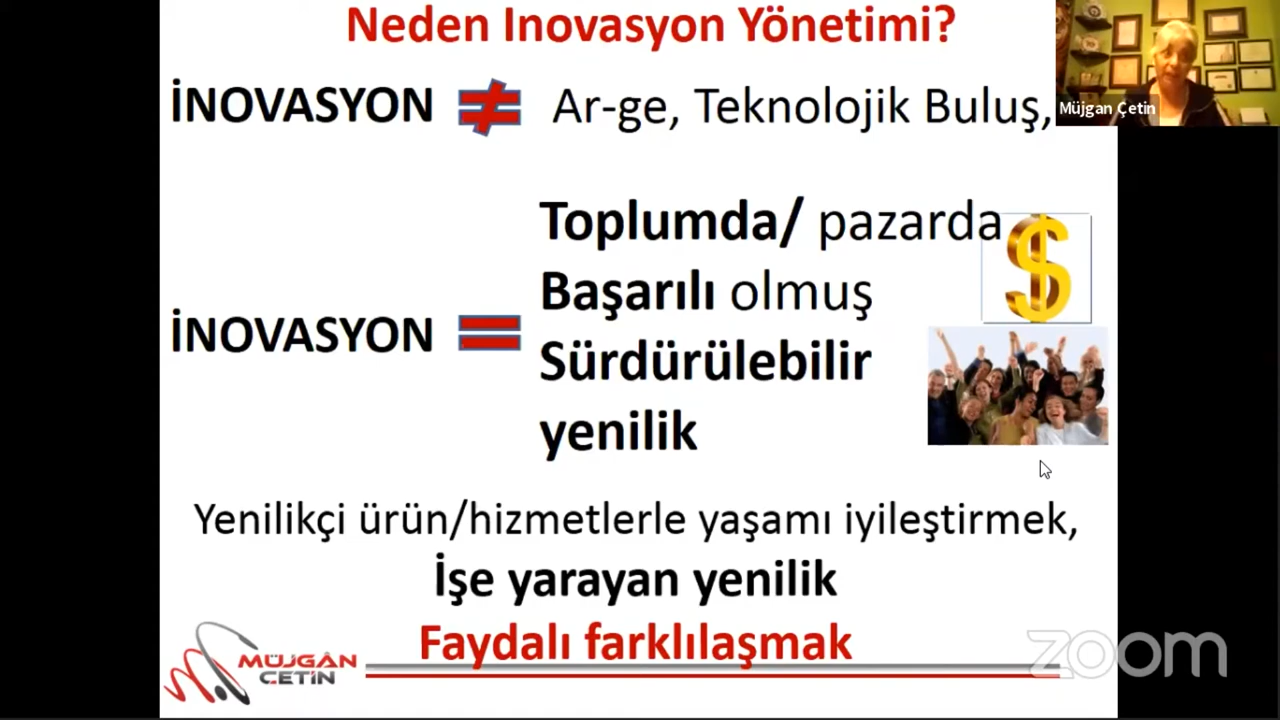 Neden Inovasyon Yönetimi?
İNOVASYON ≠ Ar-ge, Teknolojik Buluş,
Müjgan Çetin
Toplumda/ pazarda
Başarılı olmuş
İNOVASYON = Sürdürülebilir
yenilik
$
Yenilikçi ürün/hizmetlerle yaşamı iyileştirmek,
İşe yarayan yenilik
Faydalı farklılaşmak
MÜJGÂN
ÇETİN
zoom